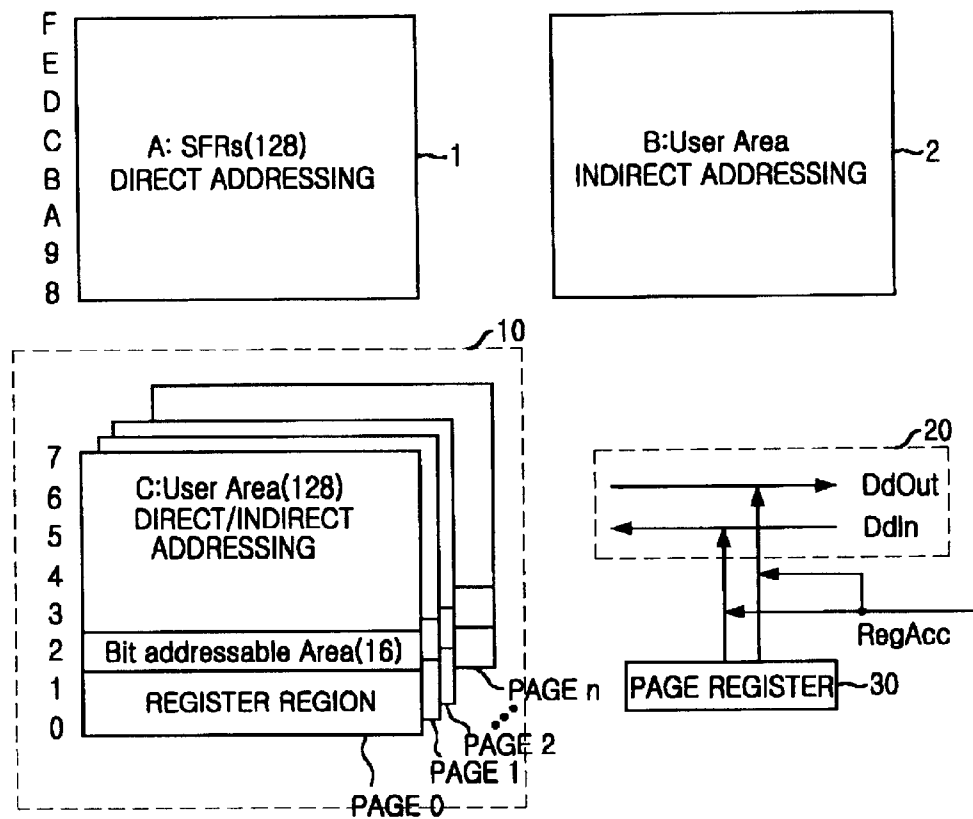 F
E
D
C
B
A
9
8
A: SFRs(128)
DIRECT ADDRESSING
1
B:User Area
INDIRECT ADDRESSING
2
10
7
6
5
4
3
2
1
0
C:User Area(128)
DIRECT/INDIRECT
ADDRESSING
Bit addressable Area(16)
REGISTER REGION
PAGE n
PAGE 2
PAGE 1
PAGE 0
20
DdOut
DdIn
RegAcc
PAGE REGISTER
30